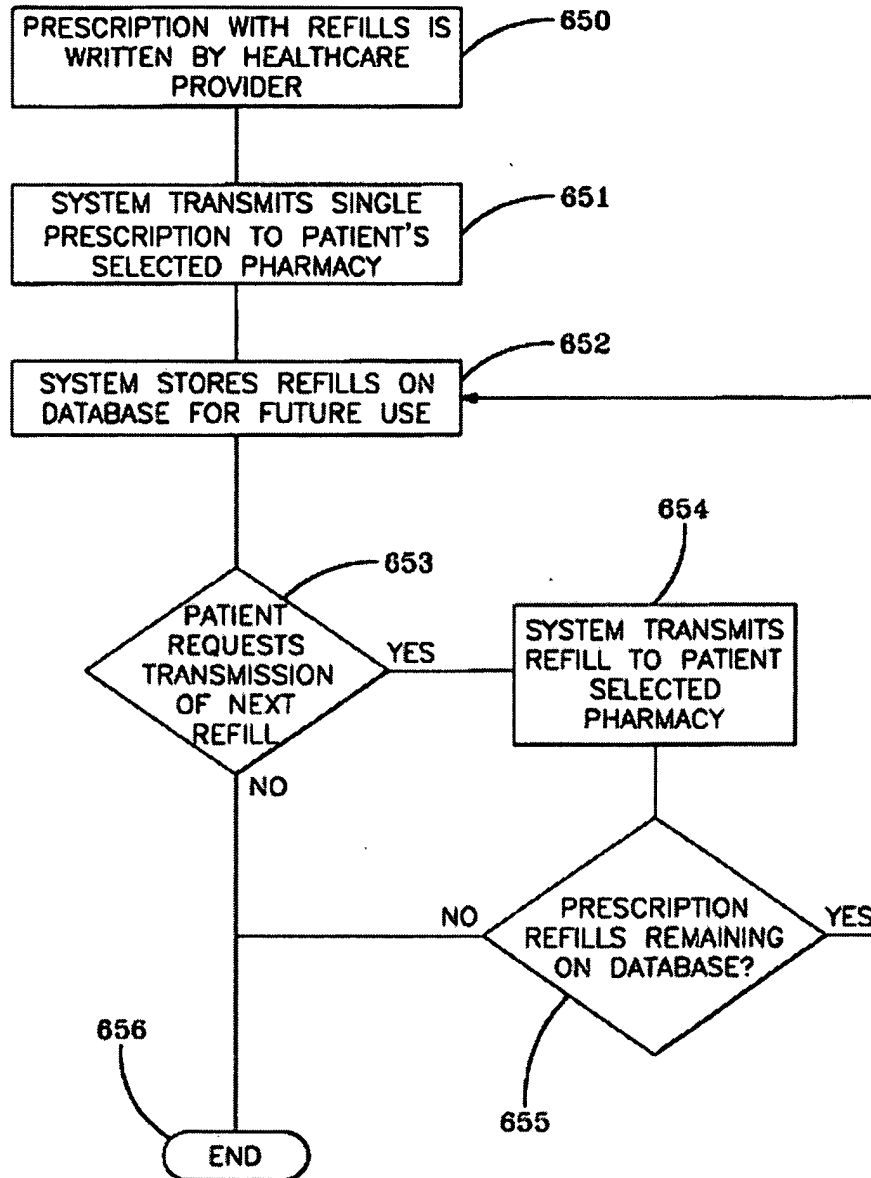 PRESCRIPTION WITH REFILLS IS
WRITTEN BY HEALTHCARE
PROVIDER
650
SYSTEM TRANSMITS SINGLE
PRESCRIPTION TO PATIENT'S
SELECTED PHARMACY
651
SYSTEM STORES REFILLS ON
DATABASE FOR FUTURE USE
652
653
PATIENT
REQUESTS
TRANSMISSION
OF NEXT
REFILL
YES
NO
654
SYSTEM TRANSMITS
REFILL TO PATIENT
SELECTED
PHARMACY
NO
PRESCRIPTION
REFILLS REMAINING
ON DATABASE?
YES
655
656
END